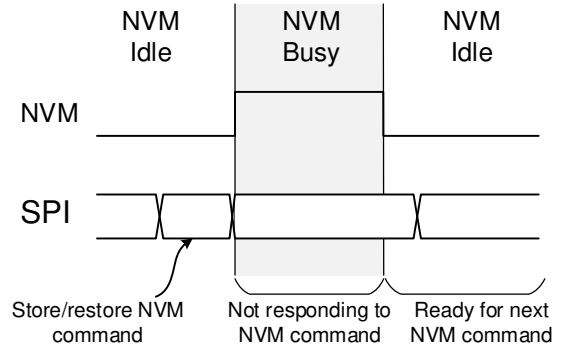 NVM
Idle
NVM
Busy
NVM
Idle
NVM
SPI
Store/restore NVM
command
Not responding to
NVM command
Ready for next
NVM command